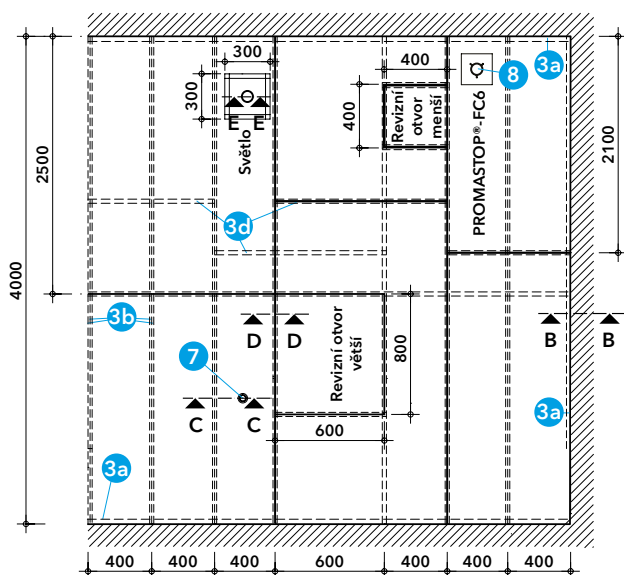 300
400
8
3a
300
E E
Světlo
400
Revizní
otvor
menší
PROMASTOP®-FC6
2100
2500
4000
3d
3b
D D
Revizní otvor
větší
800
B B
7
C C
600
3a
3a
400 400 400 600 400 400 400